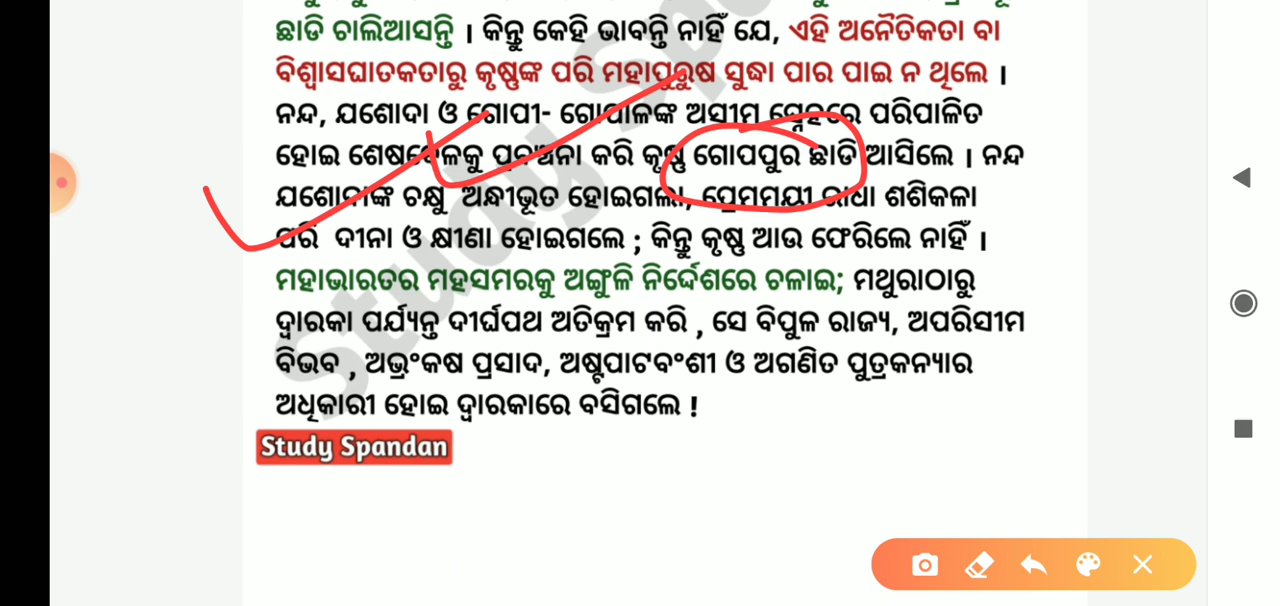 ଛାଡି ଚାଲିଆସନ୍ତି । କିନ୍ତୁ କେହି ଭାବନ୍ତି ନାହିଁ ଯେ, ଏହି ଅନୈତିକତା ବା
ବିଶ୍ୱାସଘାତକତାରୁ କୃଷ୍ଣଙ୍କ ପରି ମହାପୁରୁଷ ସୁଦ୍ଧା ପାର ପାଇ ନ ଥିଲେ ।
ନନ୍ଦ, ଯଶୋଦା ଓ ଗୋପୀ- ଗୋପାଳଙ୍କ ଅସୀମ ସ୍ନେହରେ ପରିପାଳିତ
ହୋଇ ଶେଷବେଳକୁ ପ୍ରବଞ୍ଚନା କରି କୃଷ୍ଣ ଗୋପପୁର ଛାଡି ଆସିଲେ । ନନ୍ଦ
ଯଶୋଦାଙ୍କ ଚକ୍ଷୁ ଅନ୍ଧୀଭୂତ ହୋଇଗଲା, ପ୍ରେମମୟୀ ରାଧା ଶଶିକଳା
ପରି ଦୀନା ଓ କ୍ଷୀଣା ହୋଇଗଲେ ; କିନ୍ତୁ କୃଷ୍ଣ ଆଉ ଫେରିଲେ ନାହିଁ ।
ମହାଭାରତର ମହସମରକୁ ଅଙ୍ଗୁଳି ନିର୍ଦ୍ଦେଶରେ ଚଳାଇ; ମଥୁରାଠାରୁ
ଦ୍ୱାରକା ପର୍ଯ୍ୟନ୍ତ ଦୀର୍ଘପଥ ଅତିକ୍ରମ କରି , ସେ ବିପୁଳ ରାଜ୍ୟ, ଅପରିସୀମ
ବିଭବ , ଅଭ୍ରଂକଷ ପ୍ରସାଦ, ଅଷ୍ଟପାଟବଂଶୀ ଓ ଅଗଣିତ ପୁତ୍ରକନ୍ୟାର
ଅଧିକାରୀ ହୋଇ ଦ୍ୱାରକାରେ ବସିଗଲେ !
Study Spandan